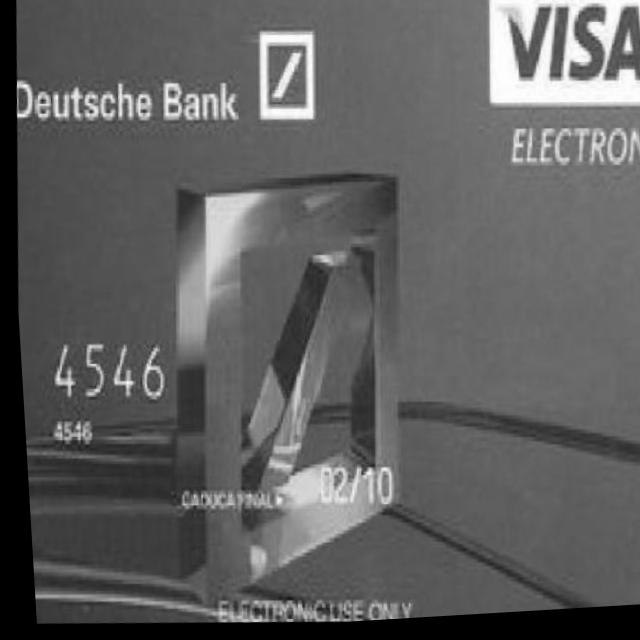 VISA
Deutsche Bank
ELECTRON
4546
4546
CADUCA FINAL 02/10
ELECTRONIC USE ONLY